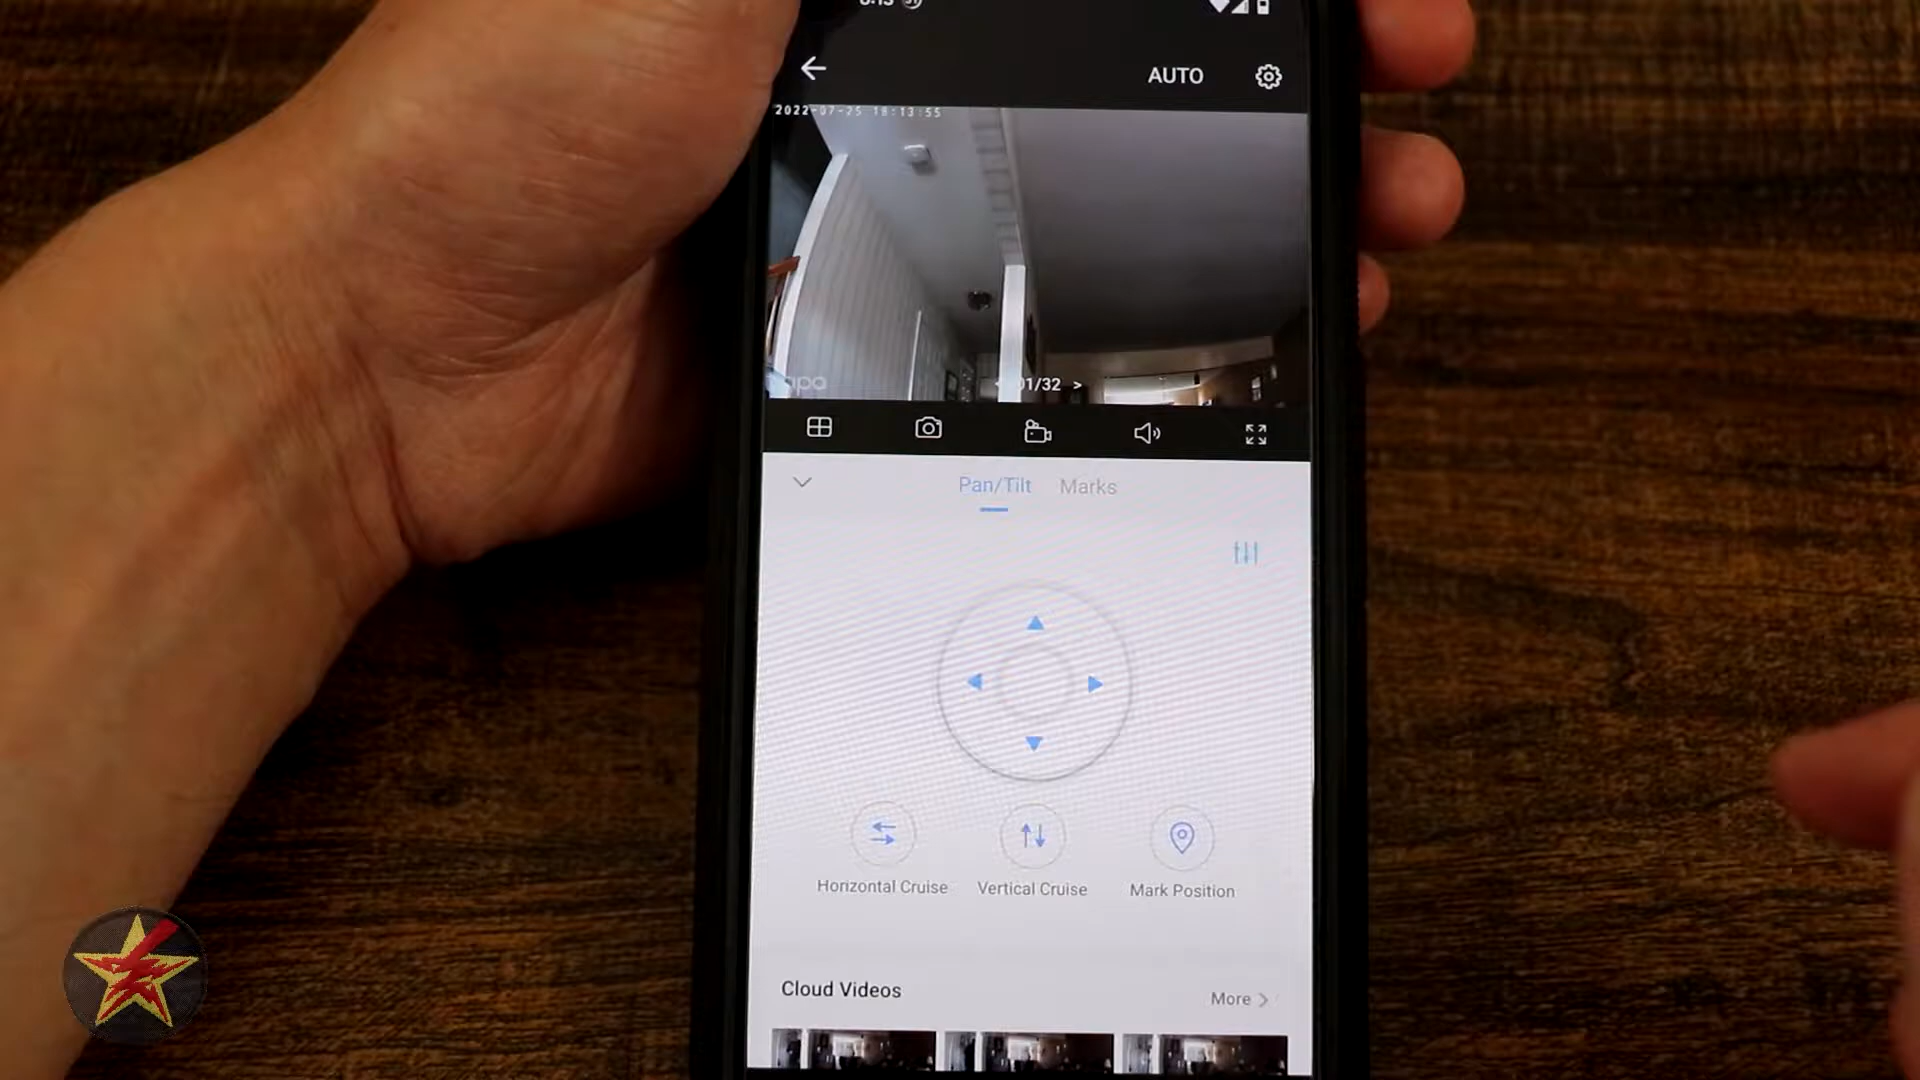 AUTO
2022-07-25 18:13:55
01/32 >
Pan/Tilt Marks
Horizontal Cruise Vertical Cruise Mark Position
Cloud Videos More >